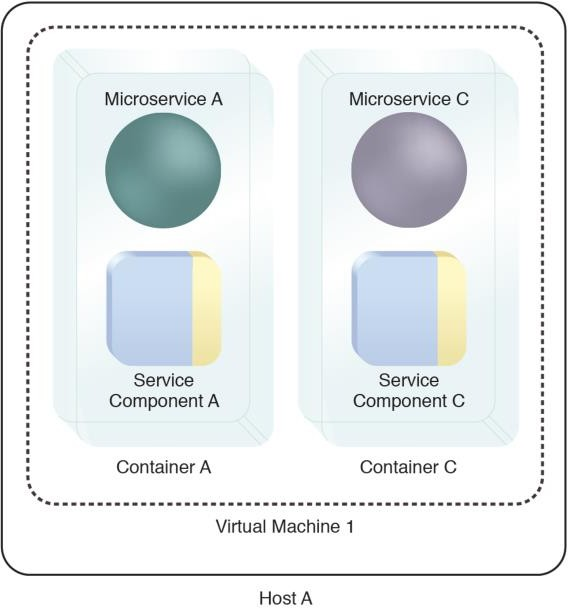 Microservice A
Microservice C
Service
Component A
Service
Component C
Container A
Container C
Virtual Machine 1
Host A